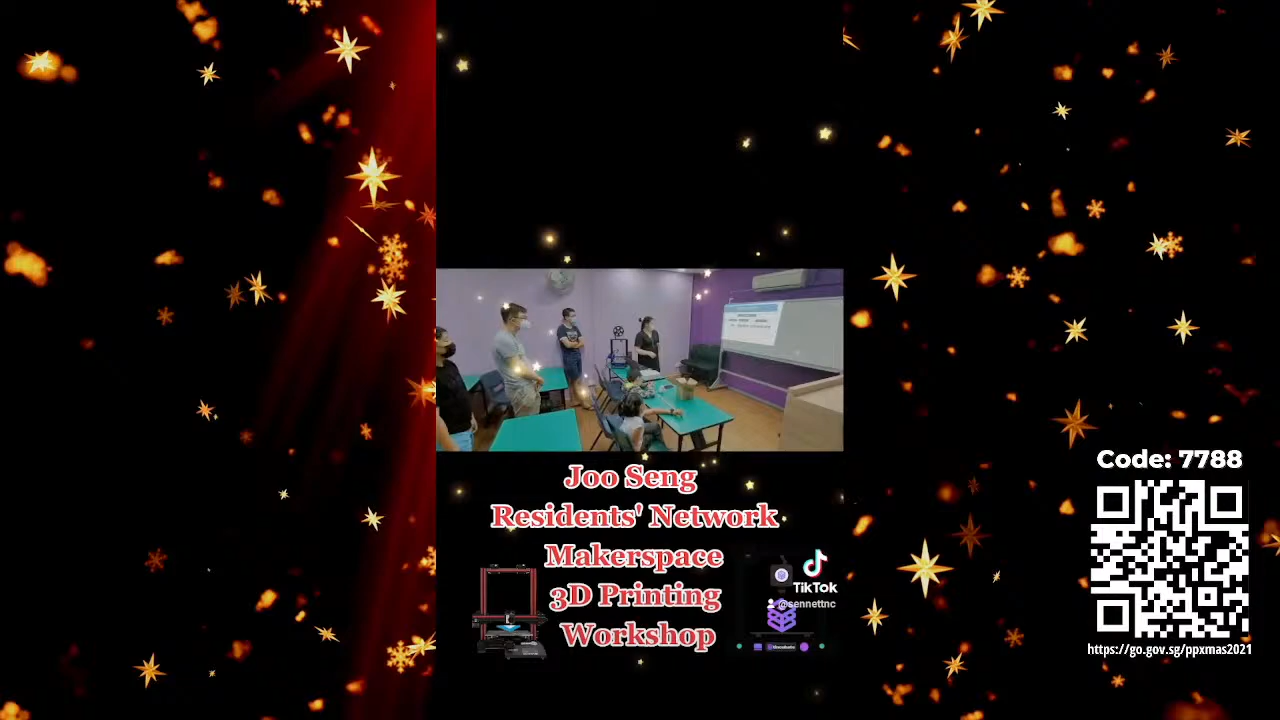 Joo Seng
Residents' Network
Makerspace
3D Printing
Workshop
TikTok
@sennettnc
Code: 7788
https://go.gov.sg/ppxmas2021